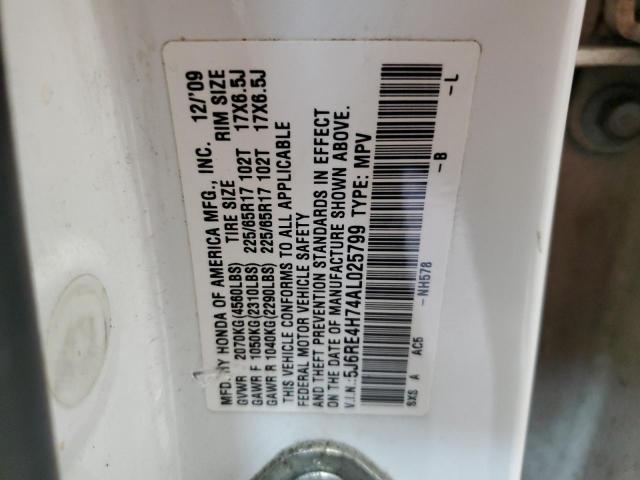 MFD. BY HONDA OF AMERICA MFG., INC. 12/'09
GVWR 2070KG(4560LBS) TIRE SIZE RIM SIZE
GAWR F 1050KG(2310LBS) 225/65R17 102T 17X6.5J
GAWR R 1040KG(2290LBS) 225/65R17 102T 17X6.5J
THIS VEHICLE CONFORMS TO ALL APPLICABLE
FEDERAL MOTOR VEHICLE SAFETY
AND THEFT PREVENTION STANDARDS IN EFFECT
ON THE DATE OF MANUFACTURE SHOWN ABOVE.
V.I.N.: 5J6RE4H74AL025799 TYPE: MPV
-NH578 -B -L
SXS A AC5